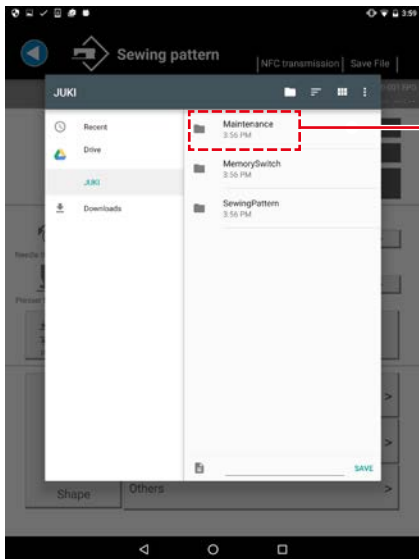 3:59
Sewing pattern
NFC transmission
Save File
JUKI
Recent
Drive
JUKI
Downloads
Maintenance
3:56 PM
MemorySwitch
3:56 PM
SewingPattern
3:56 PM
SAVE
Shape
Others